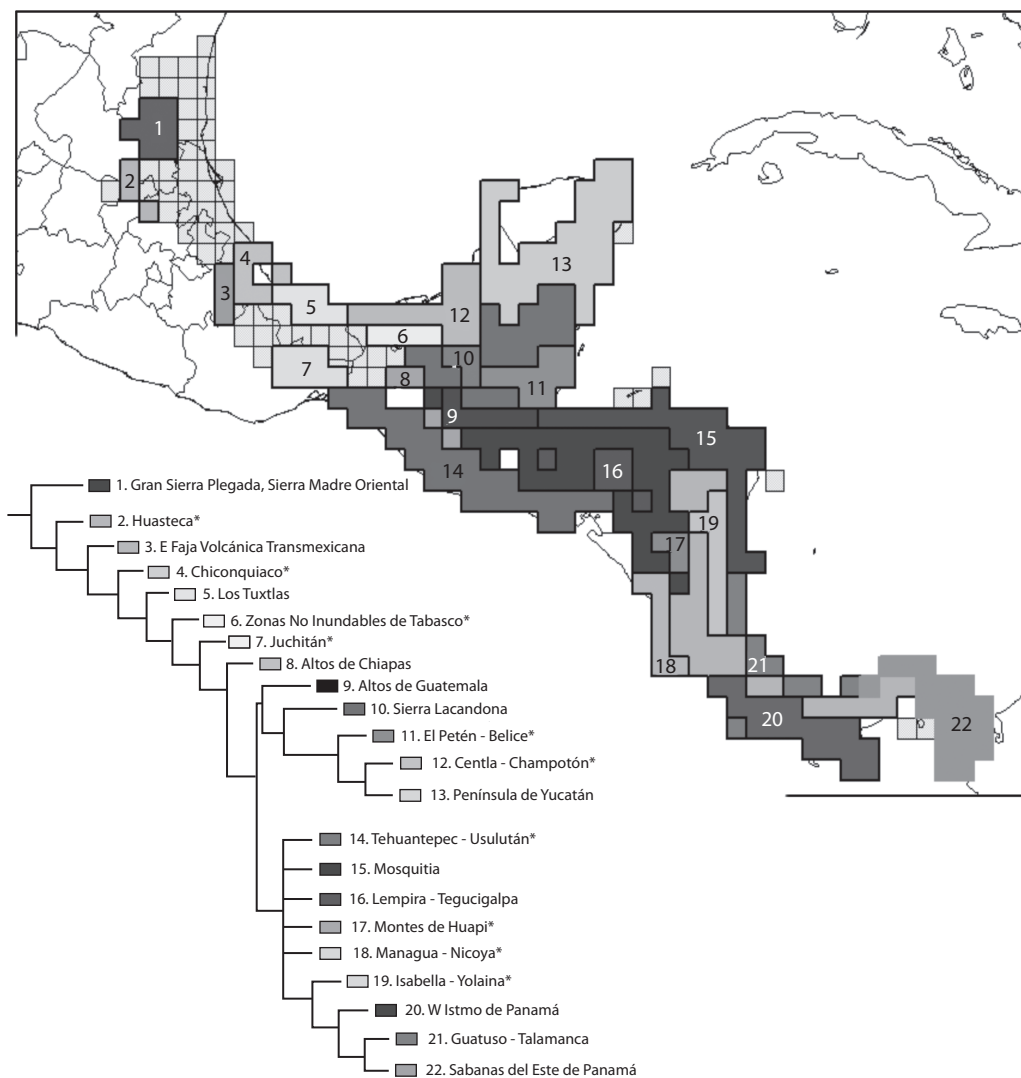 1
2
4
3
5
13
12
6
7
10
8
11
9
15
14
16
19
17
18
21
20
22
1. Gran Sierra Plegada, Sierra Madre Oriental
2. Huasteca*
3. E Faja Volcánica Transmexicana
4. Chiconquiaco*
5. Los Tuxtlas
6. Zonas No Inundables de Tabasco*
7. Juchitán*
8. Altos de Chiapas
9. Altos de Guatemala
10. Sierra Lacandona
11. El Petén - Belice*
12. Centla - Champotón*
13. Península de Yucatán
14. Tehuantepec - Usulután*
15. Mosquitia
16. Lempira - Tegucigalpa
17. Montes de Huapi*
18. Managua - Nicoya*
19. Isabella - Yolaina*
20. W Istmo de Panamá
21. Guatuso - Talamanca
22. Sabanas del Este de Panamá